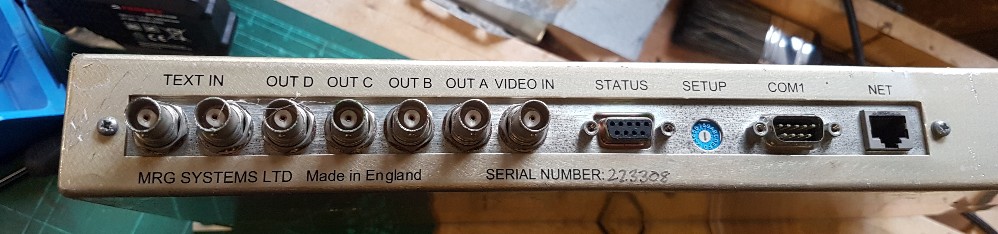 TEXT IN OUT D OUT C OUT B OUT A VIDEO IN STATUS SETUP COM1 NET
MRG SYSTEMS LTD Made in England SERIAL NUMBER: 223308